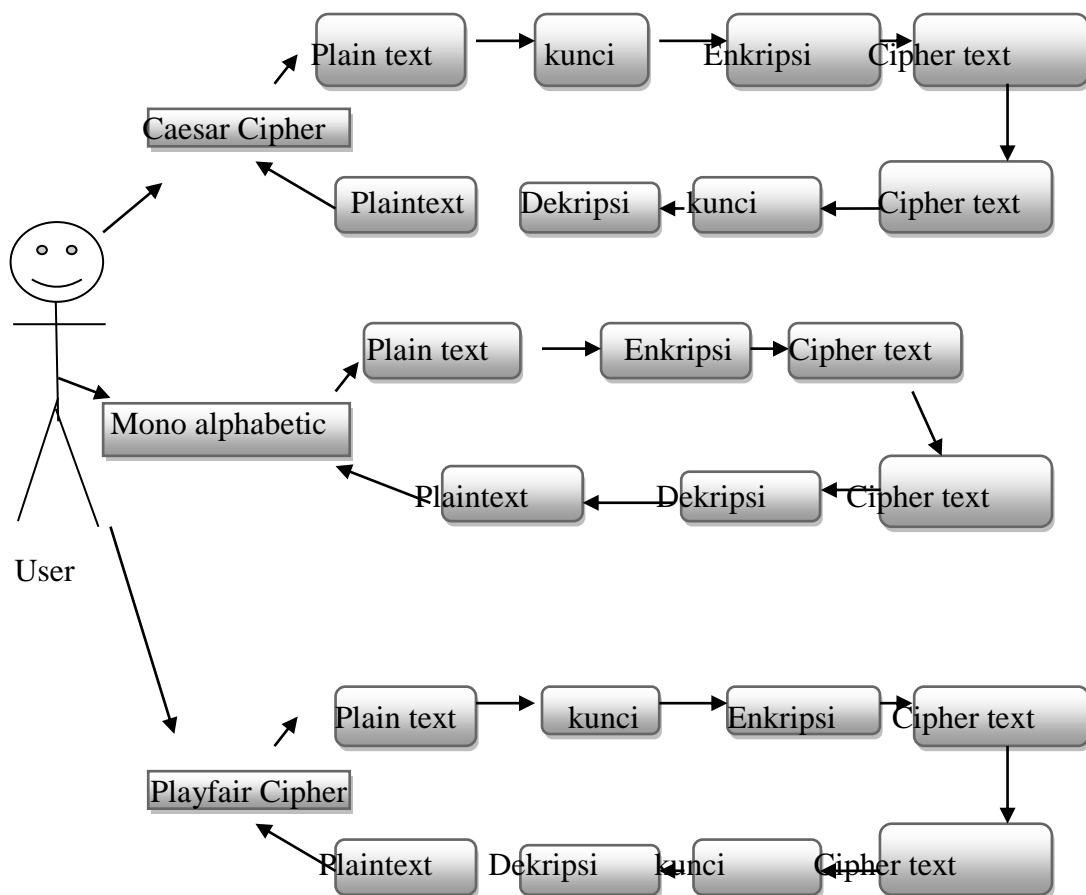 Plain text kunci Enkripsi Cipher text
Caesar Cipher
Plaintext Dekripsi kunci Cipher text
Plain text Enkripsi Cipher text
Mono alphabetic
Plaintext Dekripsi Cipher text
User
Plain text kunci Enkripsi Cipher text
Playfair Cipher
Plaintext Dekripsi kunci Cipher text